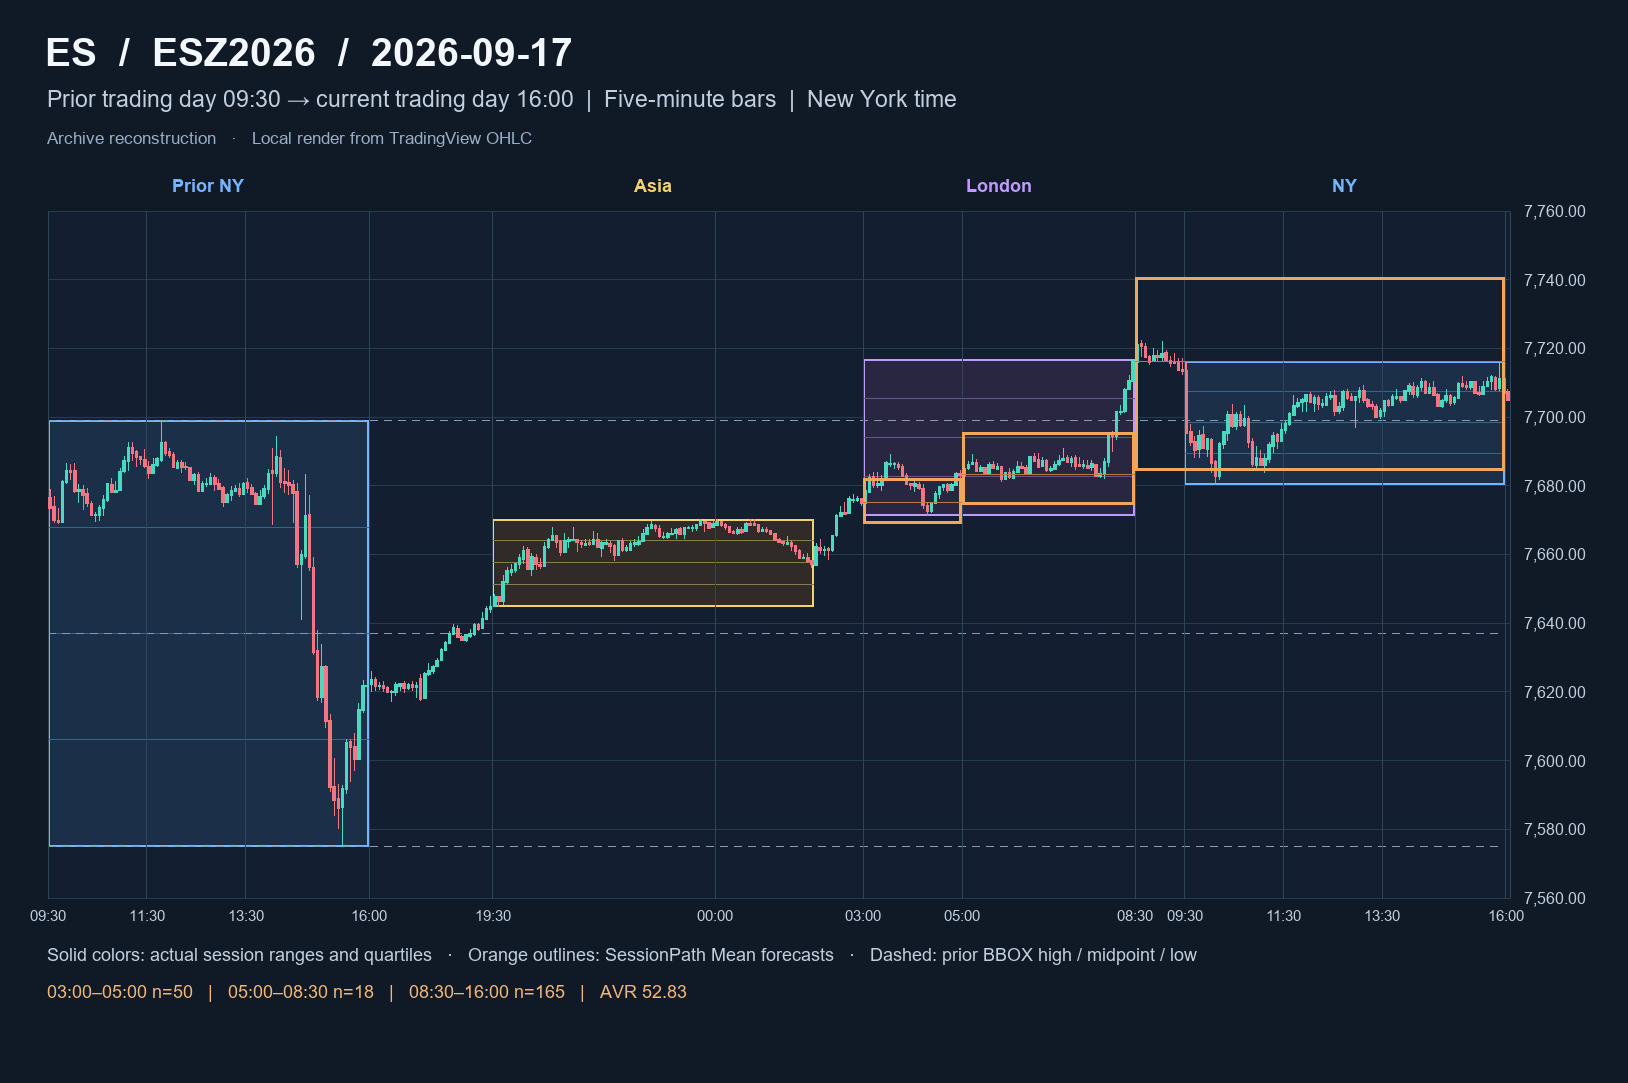 ES / ESZ2026 / 2026-09-17
Prior trading day 09:30 → current trading day 16:00 | Five-minute bars | New York time
Archive reconstruction · Local render from TradingView OHLC
Prior NY Asia London NY
7,760.00
7,740.00
7,720.00
7,700.00
7,680.00
7,660.00
7,640.00
7,620.00
7,600.00
7,580.00
7,560.00
09:30 11:30 13:30 16:00 19:30 00:00 03:00 05:00 08:30 09:30 11:30 13:30 16:00
Solid colors: actual session ranges and quartiles · Orange outlines: SessionPath Mean forecasts · Dashed: prior BBOX high / midpoint / low
03:00–05:00 n=50 | 05:00–08:30 n=18 | 08:30–16:00 n=165 | AVR 52.83